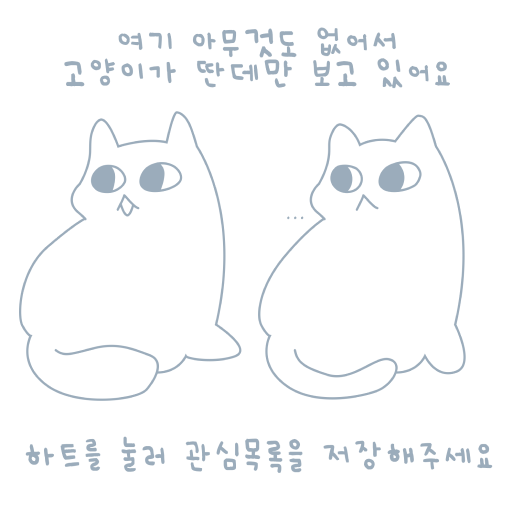 여기 아무것도 없어서
고양이가 딴데만 보고 있어요
...
하트를 눌러 관심목록을 저장해주세요